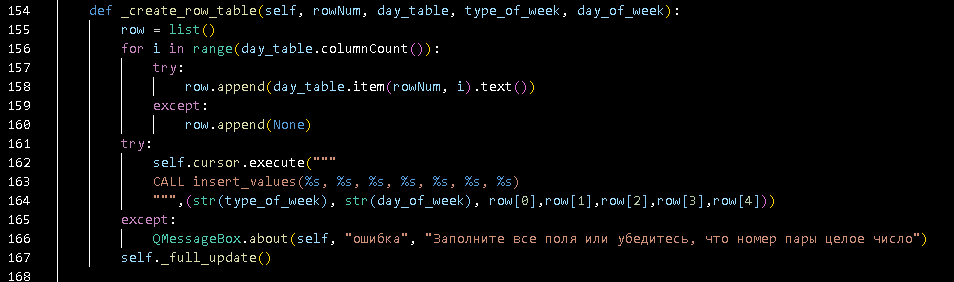 154 def _create_row_table(self, rowNum, day_table, type_of_week, day_of_week):
155 row = list()
156 for i in range(day_table.columnCount()):
157 try:
158 row.append(day_table.item(rowNum, i).text())
159 except:
160 row.append(None)
161 try:
162 self.cursor.execute("""
163 CALL insert_values(%s, %s, %s, %s, %s, %s, %s)
164 """,(str(type_of_week), str(day_of_week), row[0],row[1],row[2],row[3],row[4]))
165 except:
166 QMessageBox.about(self, "ошибка", "Заполните все поля или убедитесь, что номер пары целое число")
167 self._full_update()
168